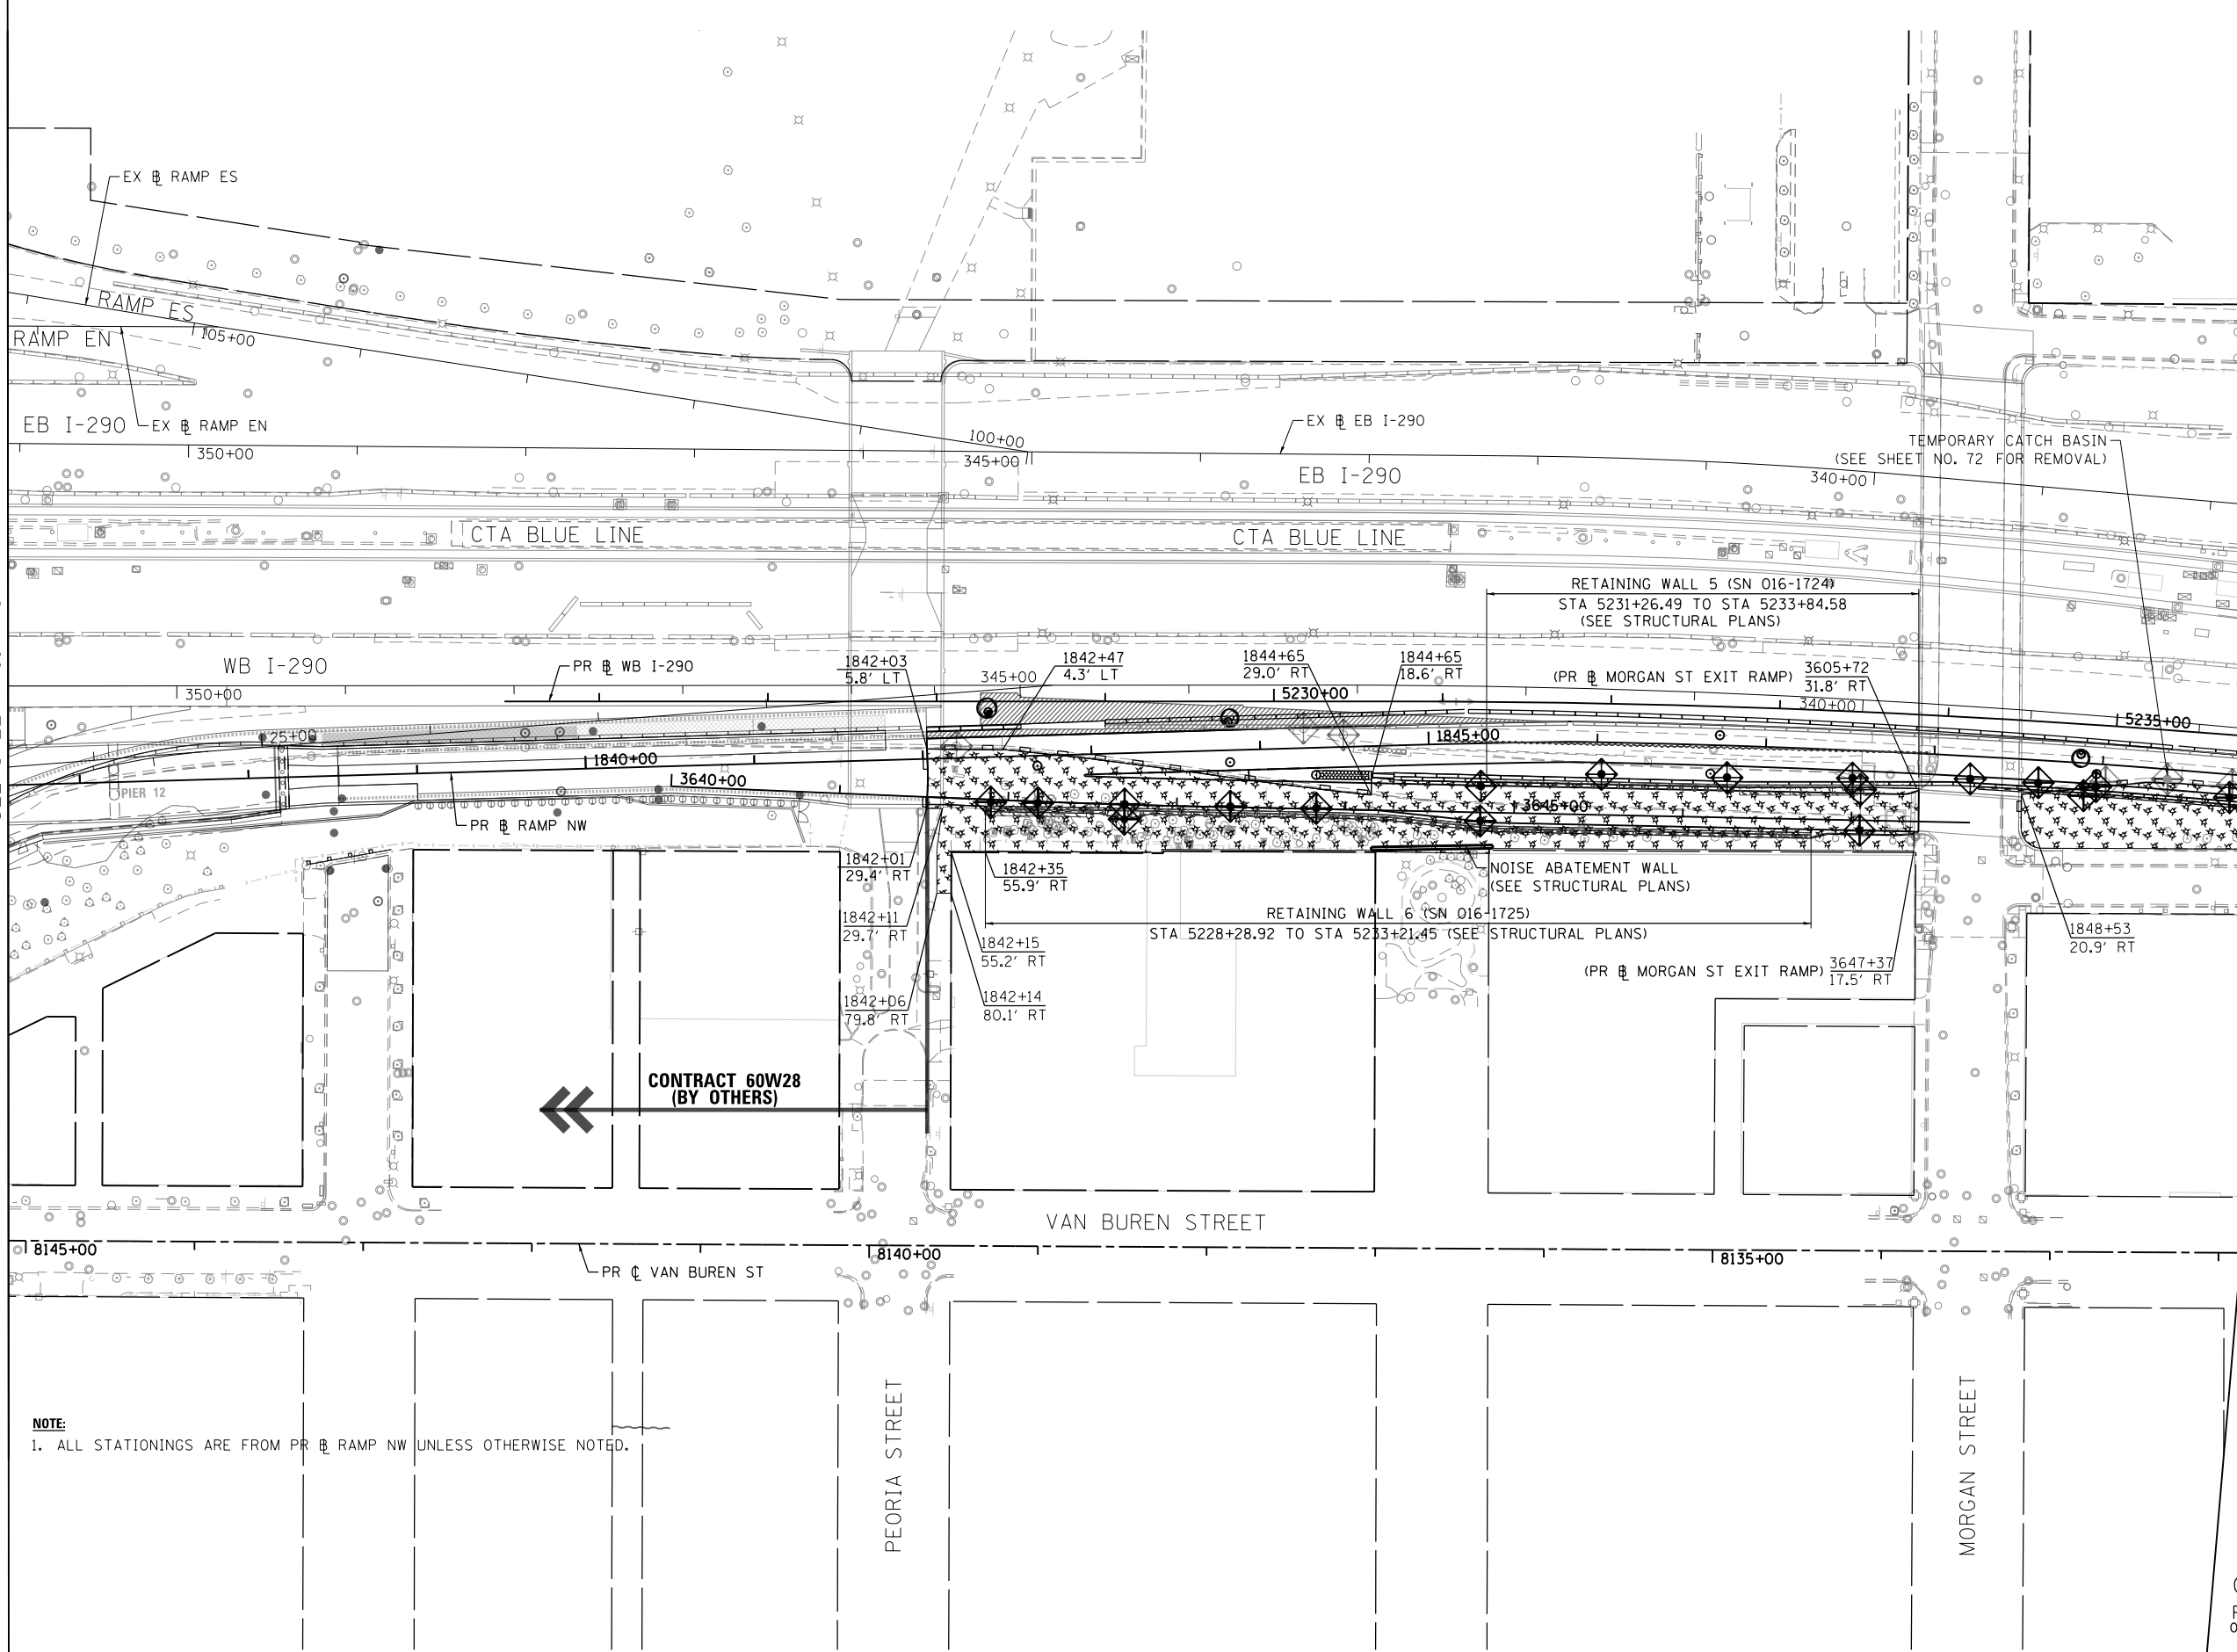 EX ℄ RAMP ES
RAMP ES
105+00
RAMP EN
EB I-290
EX ℄ RAMP EN
350+00
100+00
345+00
EX ℄ EB I-290
EB I-290
TEMPORARY CATCH BASIN
(SEE SHEET NO. 72 FOR REMOVAL)
340+00
CTA BLUE LINE
CTA BLUE LINE
RETAINING WALL 5 (SN 016-1724)
STA 5231+26.49 TO STA 5233+84.58
(SEE STRUCTURAL PLANS)
WB I-290
PR ℄ WB I-290
350+00
1842+03
5.8' LT
1842+47
4.3' LT
345+00
1844+65
29.0' RT
1844+65
18.6' RT
(PR ℄ MORGAN ST EXIT RAMP)
3605+72
31.8' RT
5230+00
340+00
5235+00
25+00
1840+00
1845+00
3640+00
3645+00
PIER 12
PR ℄ RAMP NW
1842+01
29.4' RT
1842+35
55.9' RT
NOISE ABATEMENT WALL
(SEE STRUCTURAL PLANS)
1842+11
29.7' RT
RETAINING WALL 6 (SN 016-1725)
STA 5228+28.92 TO STA 5233+21.45 (SEE STRUCTURAL PLANS)
1842+15
55.2' RT
1848+53
20.9' RT
(PR ℄ MORGAN ST EXIT RAMP)
3647+37
17.5' RT
1842+06
79.8' RT
1842+14
80.1' RT
CONTRACT 60W28
(BY OTHERS)
VAN BUREN STREET
8145+00
8140+00
8135+00
PR ℄ VAN BUREN ST
PEORIA STREET
MORGAN STREET
NOTE:
1. ALL STATIONINGS ARE FROM PR ℄ RAMP NW UNLESS OTHERWISE NOTED.